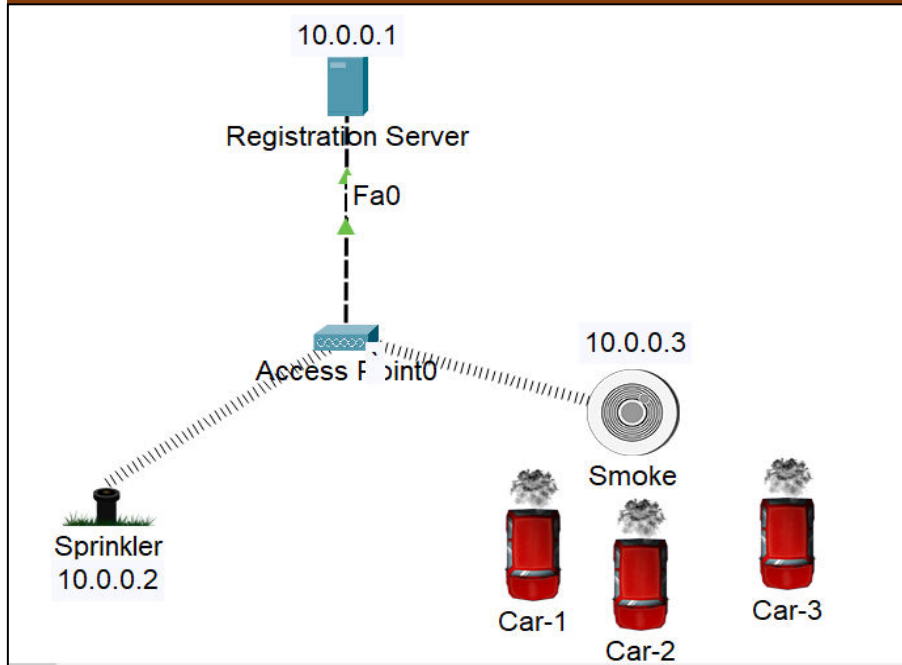 10.0.0.1
Registration Server
Fa0
Access Point0
10.0.0.3
Smoke
Sprinkler
10.0.0.2
Car-1
Car-2
Car-3